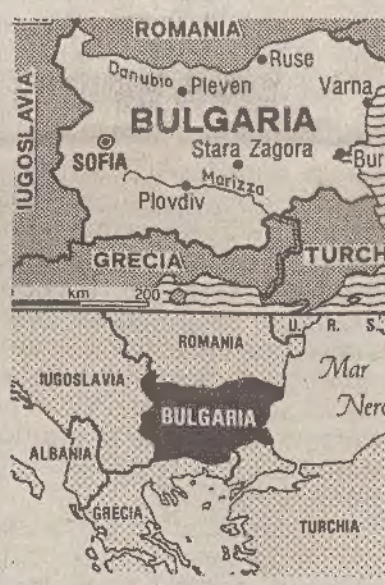 ROMANIA
Ruse
Danubio
Pleven
Varna
IUGOSLAVIA
BULGARIA
SOFIA
Stara Zagora
Bur
Marizza
Plovdiv
GRECIA
TURCH
km 200
U. R. S.
ROMANIA
IUGOSLAVIA
Mar
Nero
BULGARIA
ALBANIA
GRECIA
TURCHIA